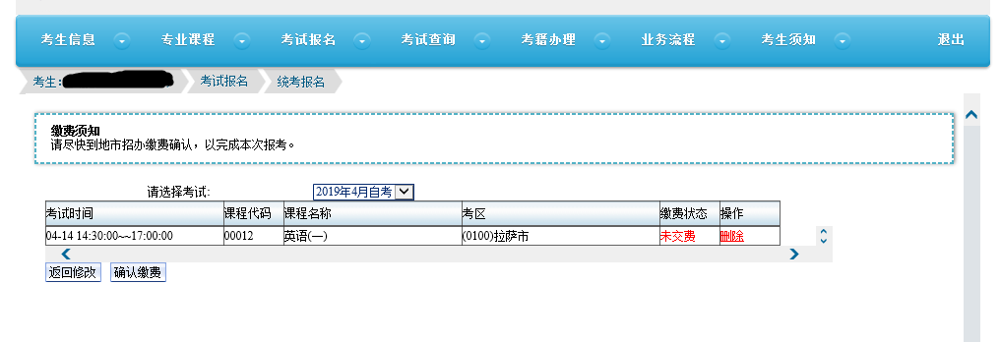 考生信息 专业课程 考试报名 考试查询 考籍办理 业务流程 考生须知 退出
考生: 考试报名 统考报名
缴费须知
请尽快到地市招办缴费确认，以完成本次报考。
请选择考试: 2019年4月自考
考试时间 课程代码 课程名称 考区 缴费状态 操作
04-14 14:30:00~~17:00:00 00012 英语(一) (0100)拉萨市 未交费 删除
返回修改 确认缴费